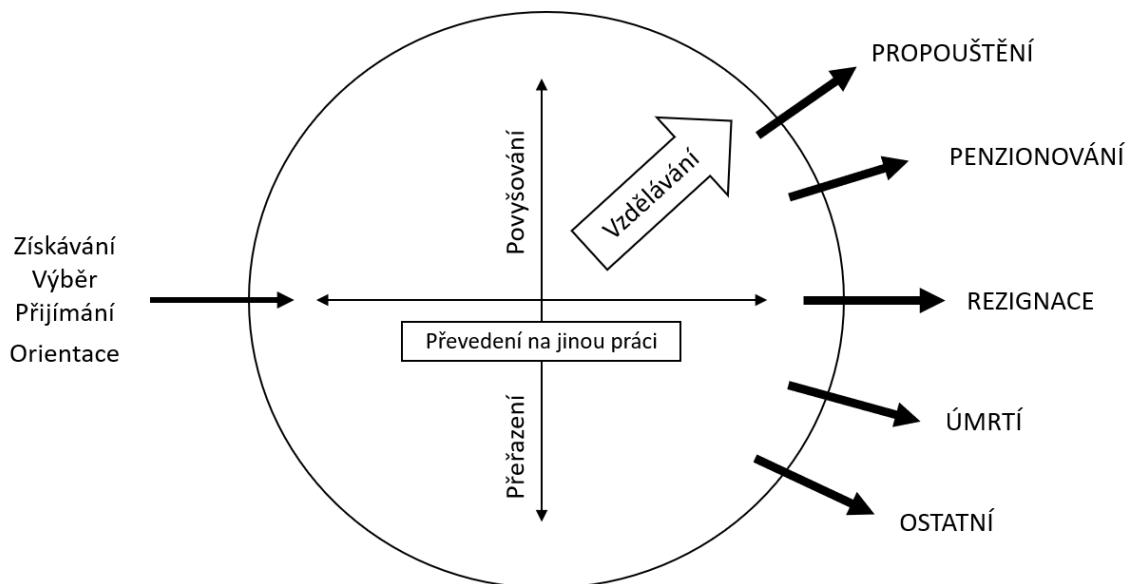 Získávání
Výběr
Přijímání
Orientace
Povyšování
Vzdělávání
Převedení na jinou práci
Přeřazení
PROPOUŠTĚNÍ
PENZIONOVÁNÍ
REZIGNACE
ÚMRTÍ
OSTATNÍ